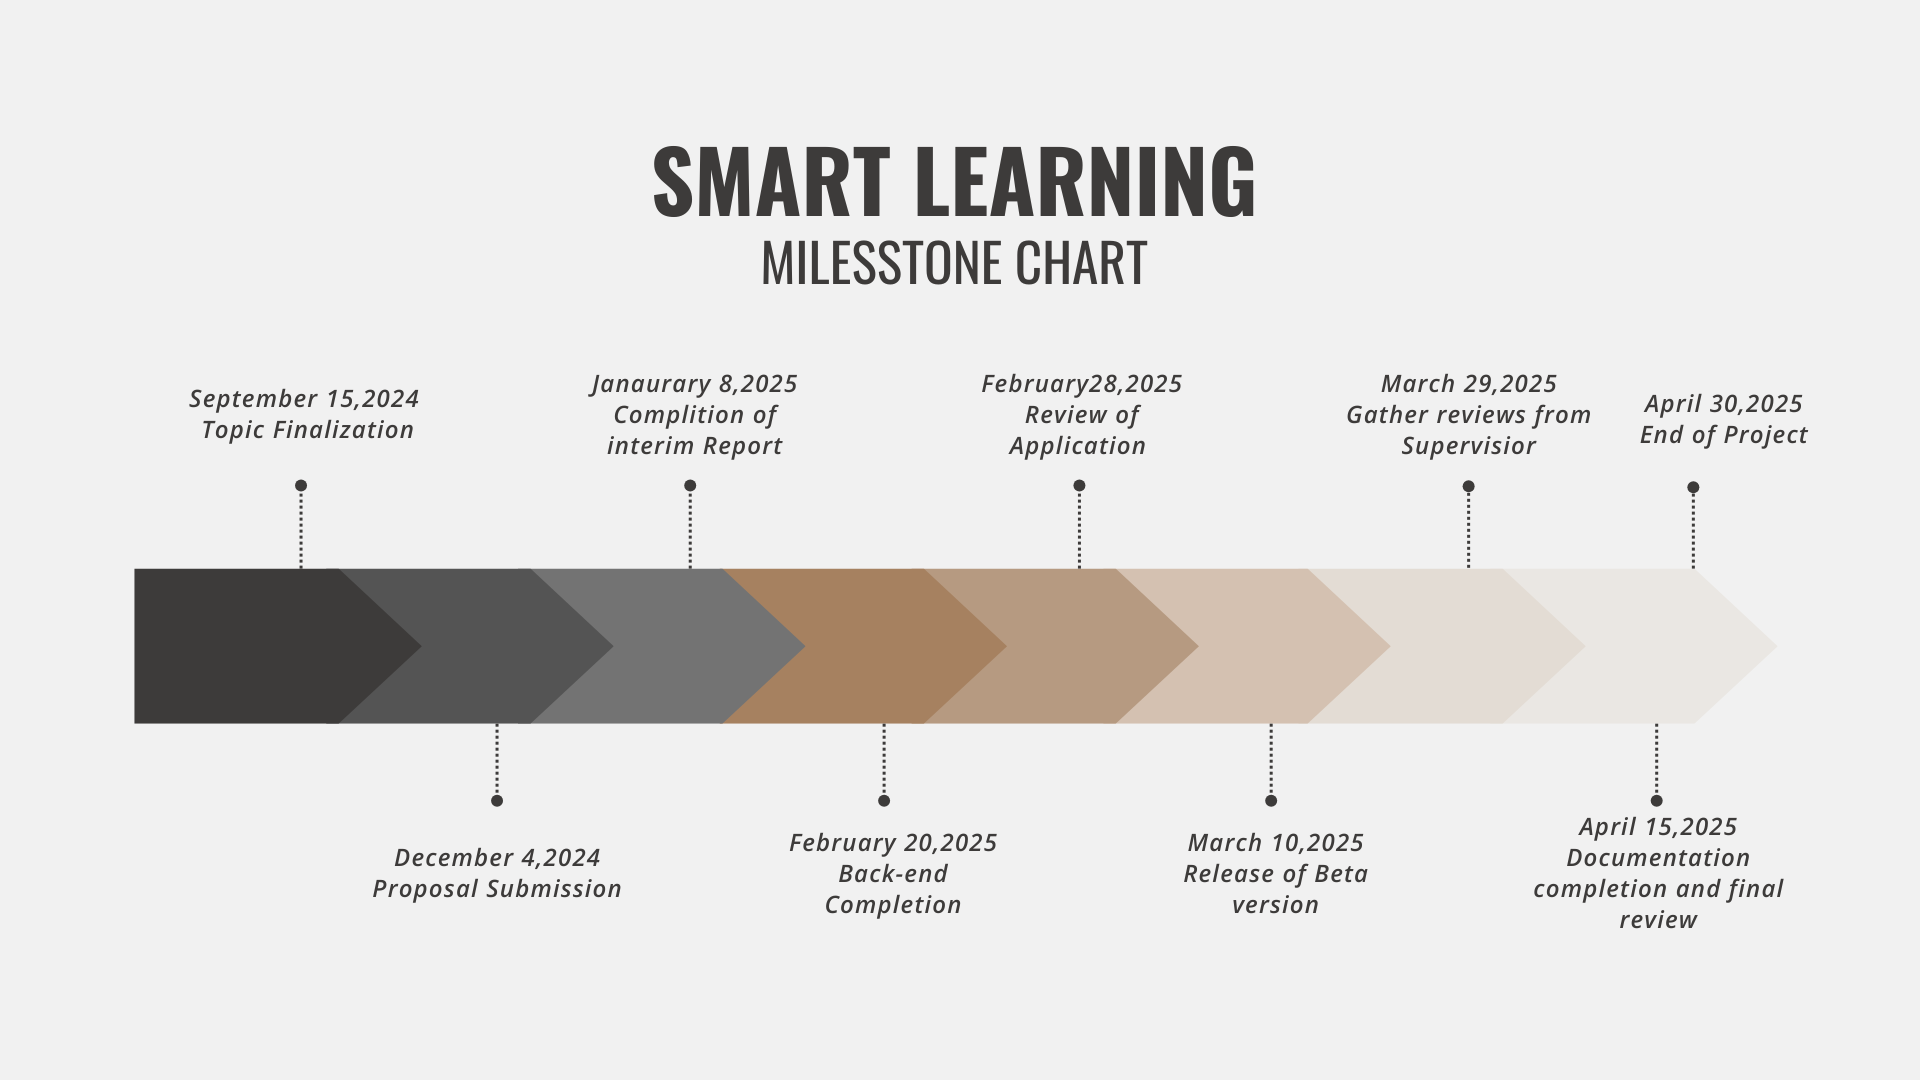 SMART LEARNING
MILESSTONE CHART
September 15,2024
Topic Finalization
Janaurary 8,2025
Complition of
interim Report
February28,2025
Review of
Application
March 29,2025
Gather reviews from
Supervisior
April 30,2025
End of Project
December 4,2024
Proposal Submission
February 20,2025
Back-end
Completion
March 10,2025
Release of Beta
version
April 15,2025
Documentation
completion and final
review